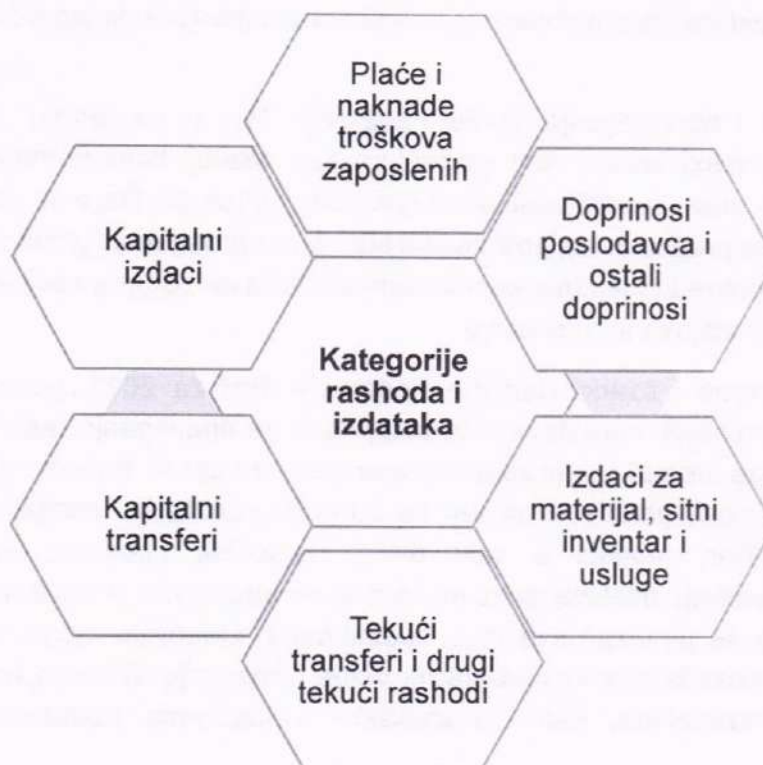 Plaće i
naknade
troškova
zaposlenih
Doprinosi
poslodavca i
ostali
doprinosi
Izdaci za
materijal, sitni
inventar i
usluge
Tekući
transferi i drugi
tekući rashodi
Kapitalni
transferi
Kapitalni
izdaci
Kategorije
rashoda i
izdataka